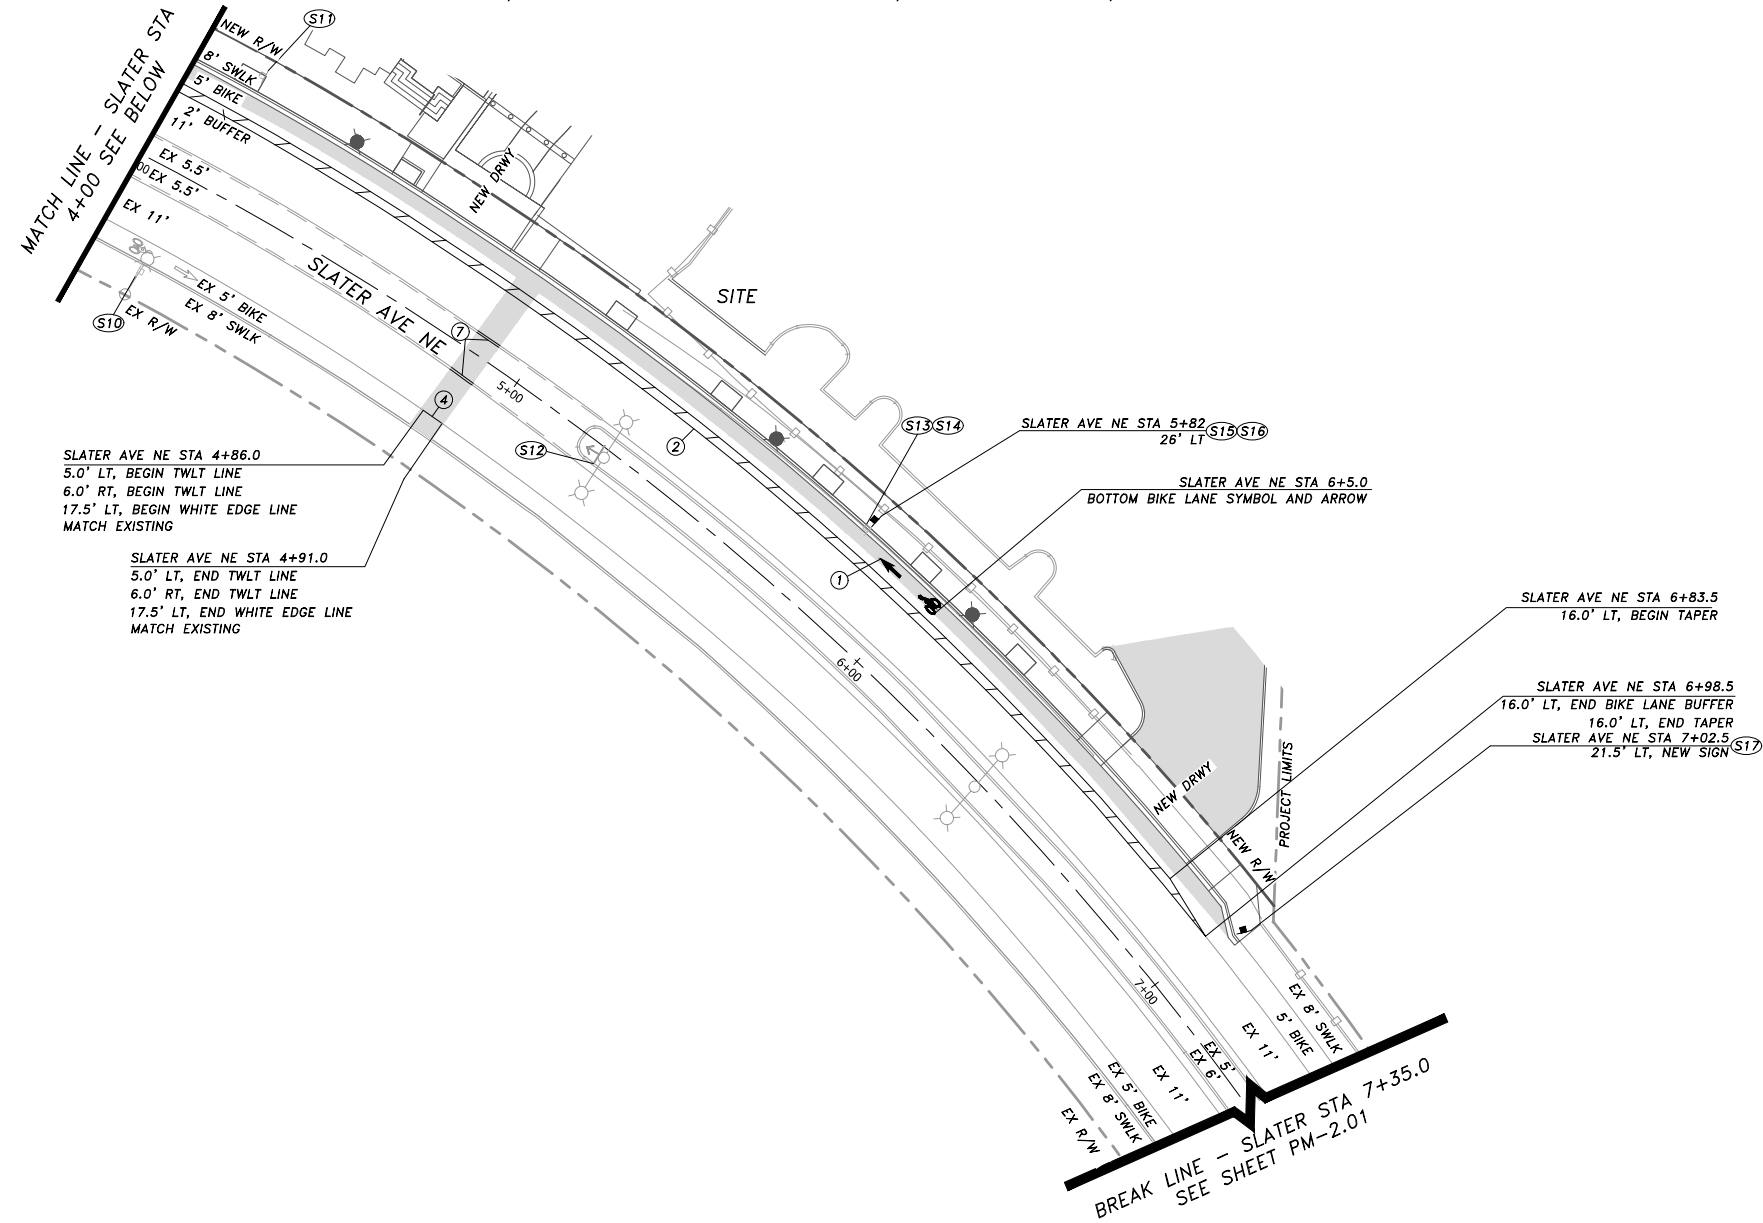 MATCH LINE – SLATER STA
4+00 SEE BELOW
NEW R/W
S11
8' SWLK
5' BIKE
2' BUFFER
11'
EX 5.5'
00
EX 5.5'
EX 11'
S10
EX R/W
EX 5' BIKE
EX 8' SWLK
SLATER AVE NE
NEW DRWY
SITE
7
4
5+00
S12
2
S13
S14
SLATER AVE NE STA 5+82
26' LT
S15
S16
SLATER AVE NE STA 6+5.0
BOTTOM BIKE LANE SYMBOL AND ARROW
SLATER AVE NE STA 4+86.0
5.0' LT, BEGIN TWLT LINE
6.0' RT, BEGIN TWLT LINE
17.5' LT, BEGIN WHITE EDGE LINE
MATCH EXISTING
SLATER AVE NE STA 4+91.0
5.0' LT, END TWLT LINE
6.0' RT, END TWLT LINE
17.5' LT, END WHITE EDGE LINE
MATCH EXISTING
1
6+00
SLATER AVE NE STA 6+83.5
16.0' LT, BEGIN TAPER
SLATER AVE NE STA 6+98.5
16.0' LT, END BIKE LANE BUFFER
16.0' LT, END TAPER
SLATER AVE NE STA 7+02.5
21.5' LT, NEW SIGN
S17
PROJECT LIMITS
NEW DRWY
NEW R/W
7+00
EX 8' SWLK
5' BIKE
EX 11'
EX 5'
EX 6'
EX 11'
EX 5' BIKE
EX 8' SWLK
EX R/W
BREAK LINE – SLATER STA 7+35.0
SEE SHEET PM–2.01